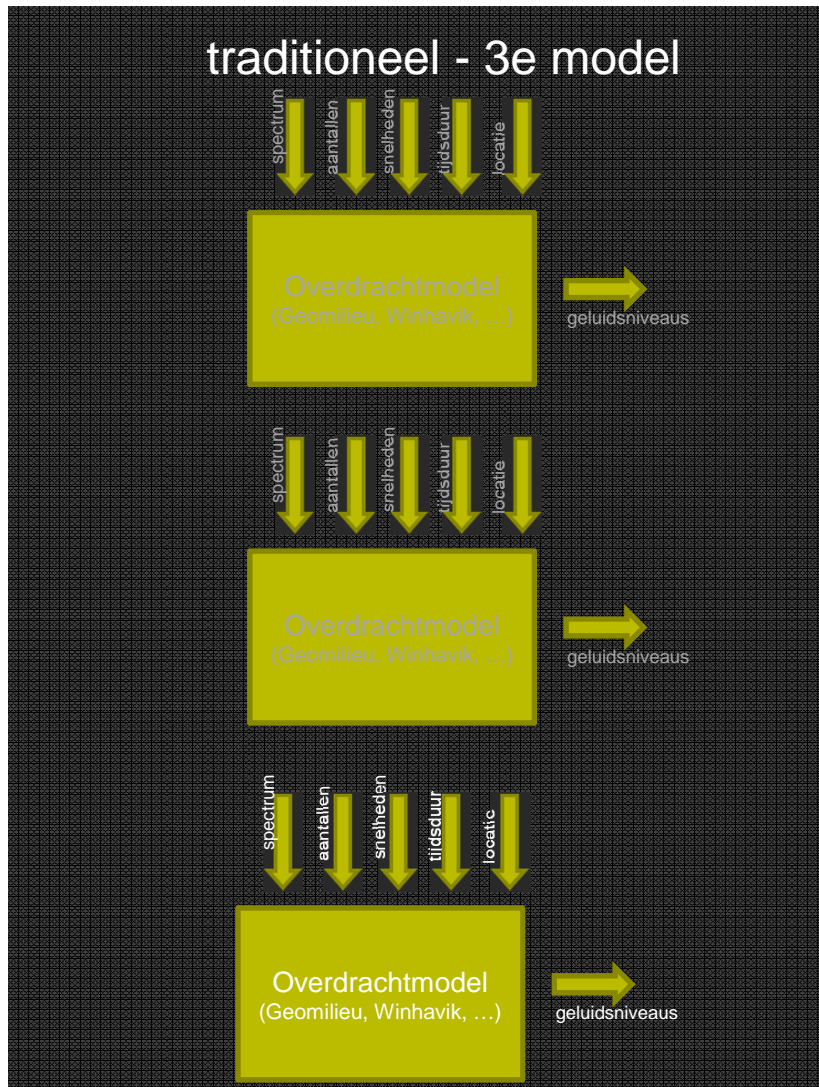 traditioneel - 3e model
spectrum
aantallen
snelheden
tijdsduur
locatie
Overdrachtmodel
(Geomilieu, Winhavik, ...)
geluidsniveaus
spectrum
aantallen
snelheden
tijdsduur
locatie
Overdrachtmodel
(Geomilieu, Winhavik, ...)
geluidsniveaus
spectrum
aantallen
snelheden
tijdsduur
locatie
Overdrachtmodel
(Geomilieu, Winhavik, ...)
geluidsniveaus